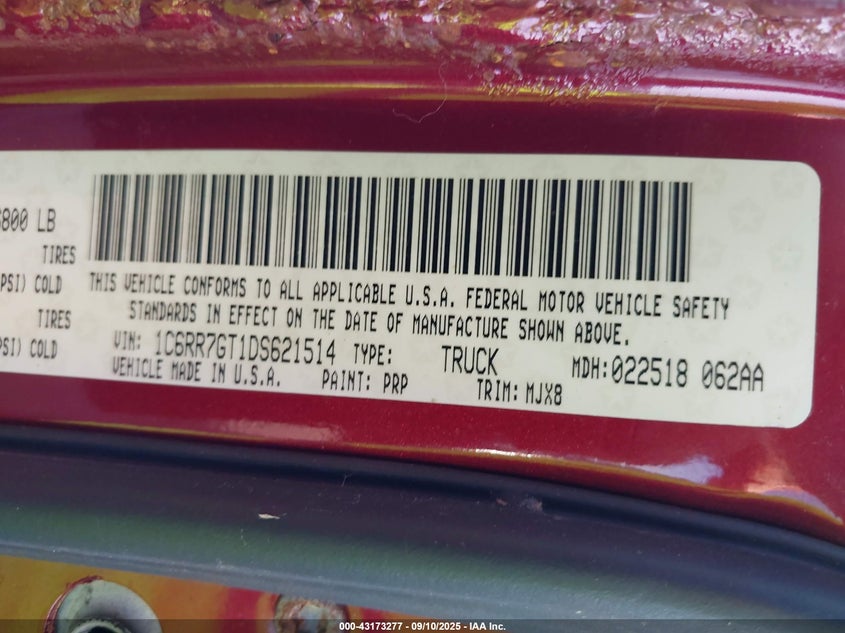 6800 LB
TIRES
PSI) COLD
TIRES
PSI) COLD
THIS VEHICLE CONFORMS TO ALL APPLICABLE U.S.A. FEDERAL MOTOR VEHICLE SAFETY
STANDARDS IN EFFECT ON THE DATE OF MANUFACTURE SHOWN ABOVE.
VIN: 1C6RR7GT1DS621514 TYPE: TRUCK MDH:022518 062AA
VEHICLE MADE IN U.S.A. PAINT: PRP TRIM: MJX8
000-43173277 - 09/10/2025 - IAA Inc.